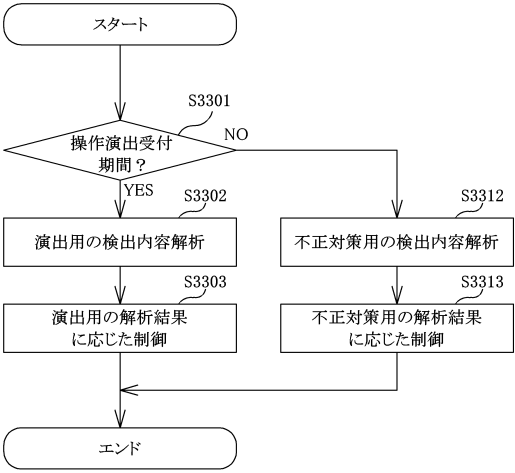 スタート
S3301
操作演出受付
期間？
NO
YES
S3302
演出用の検出内容解析
S3312
不正対策用の検出内容解析
S3303
演出用の解析結果
に応じた制御
S3313
不正対策用の解析結果
に応じた制御
エンド